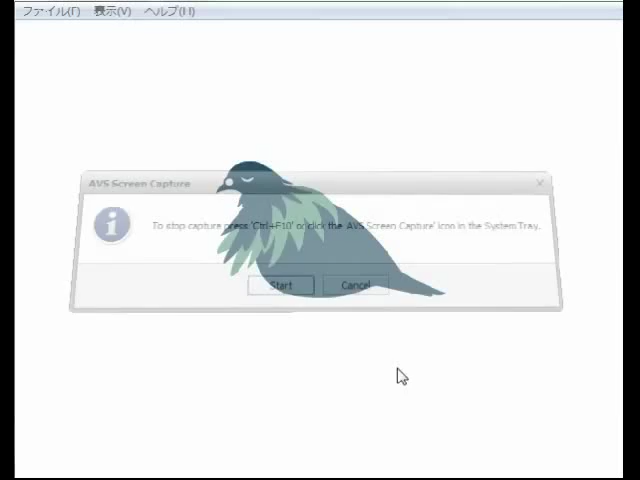 ファイル(F) 表示(V) ヘルプ(H)
AVS Screen Capture
To stop capture press 'Ctrl+F10' or click the 'AVS Screen Capture' icon in the System Tray.
Start Cancel